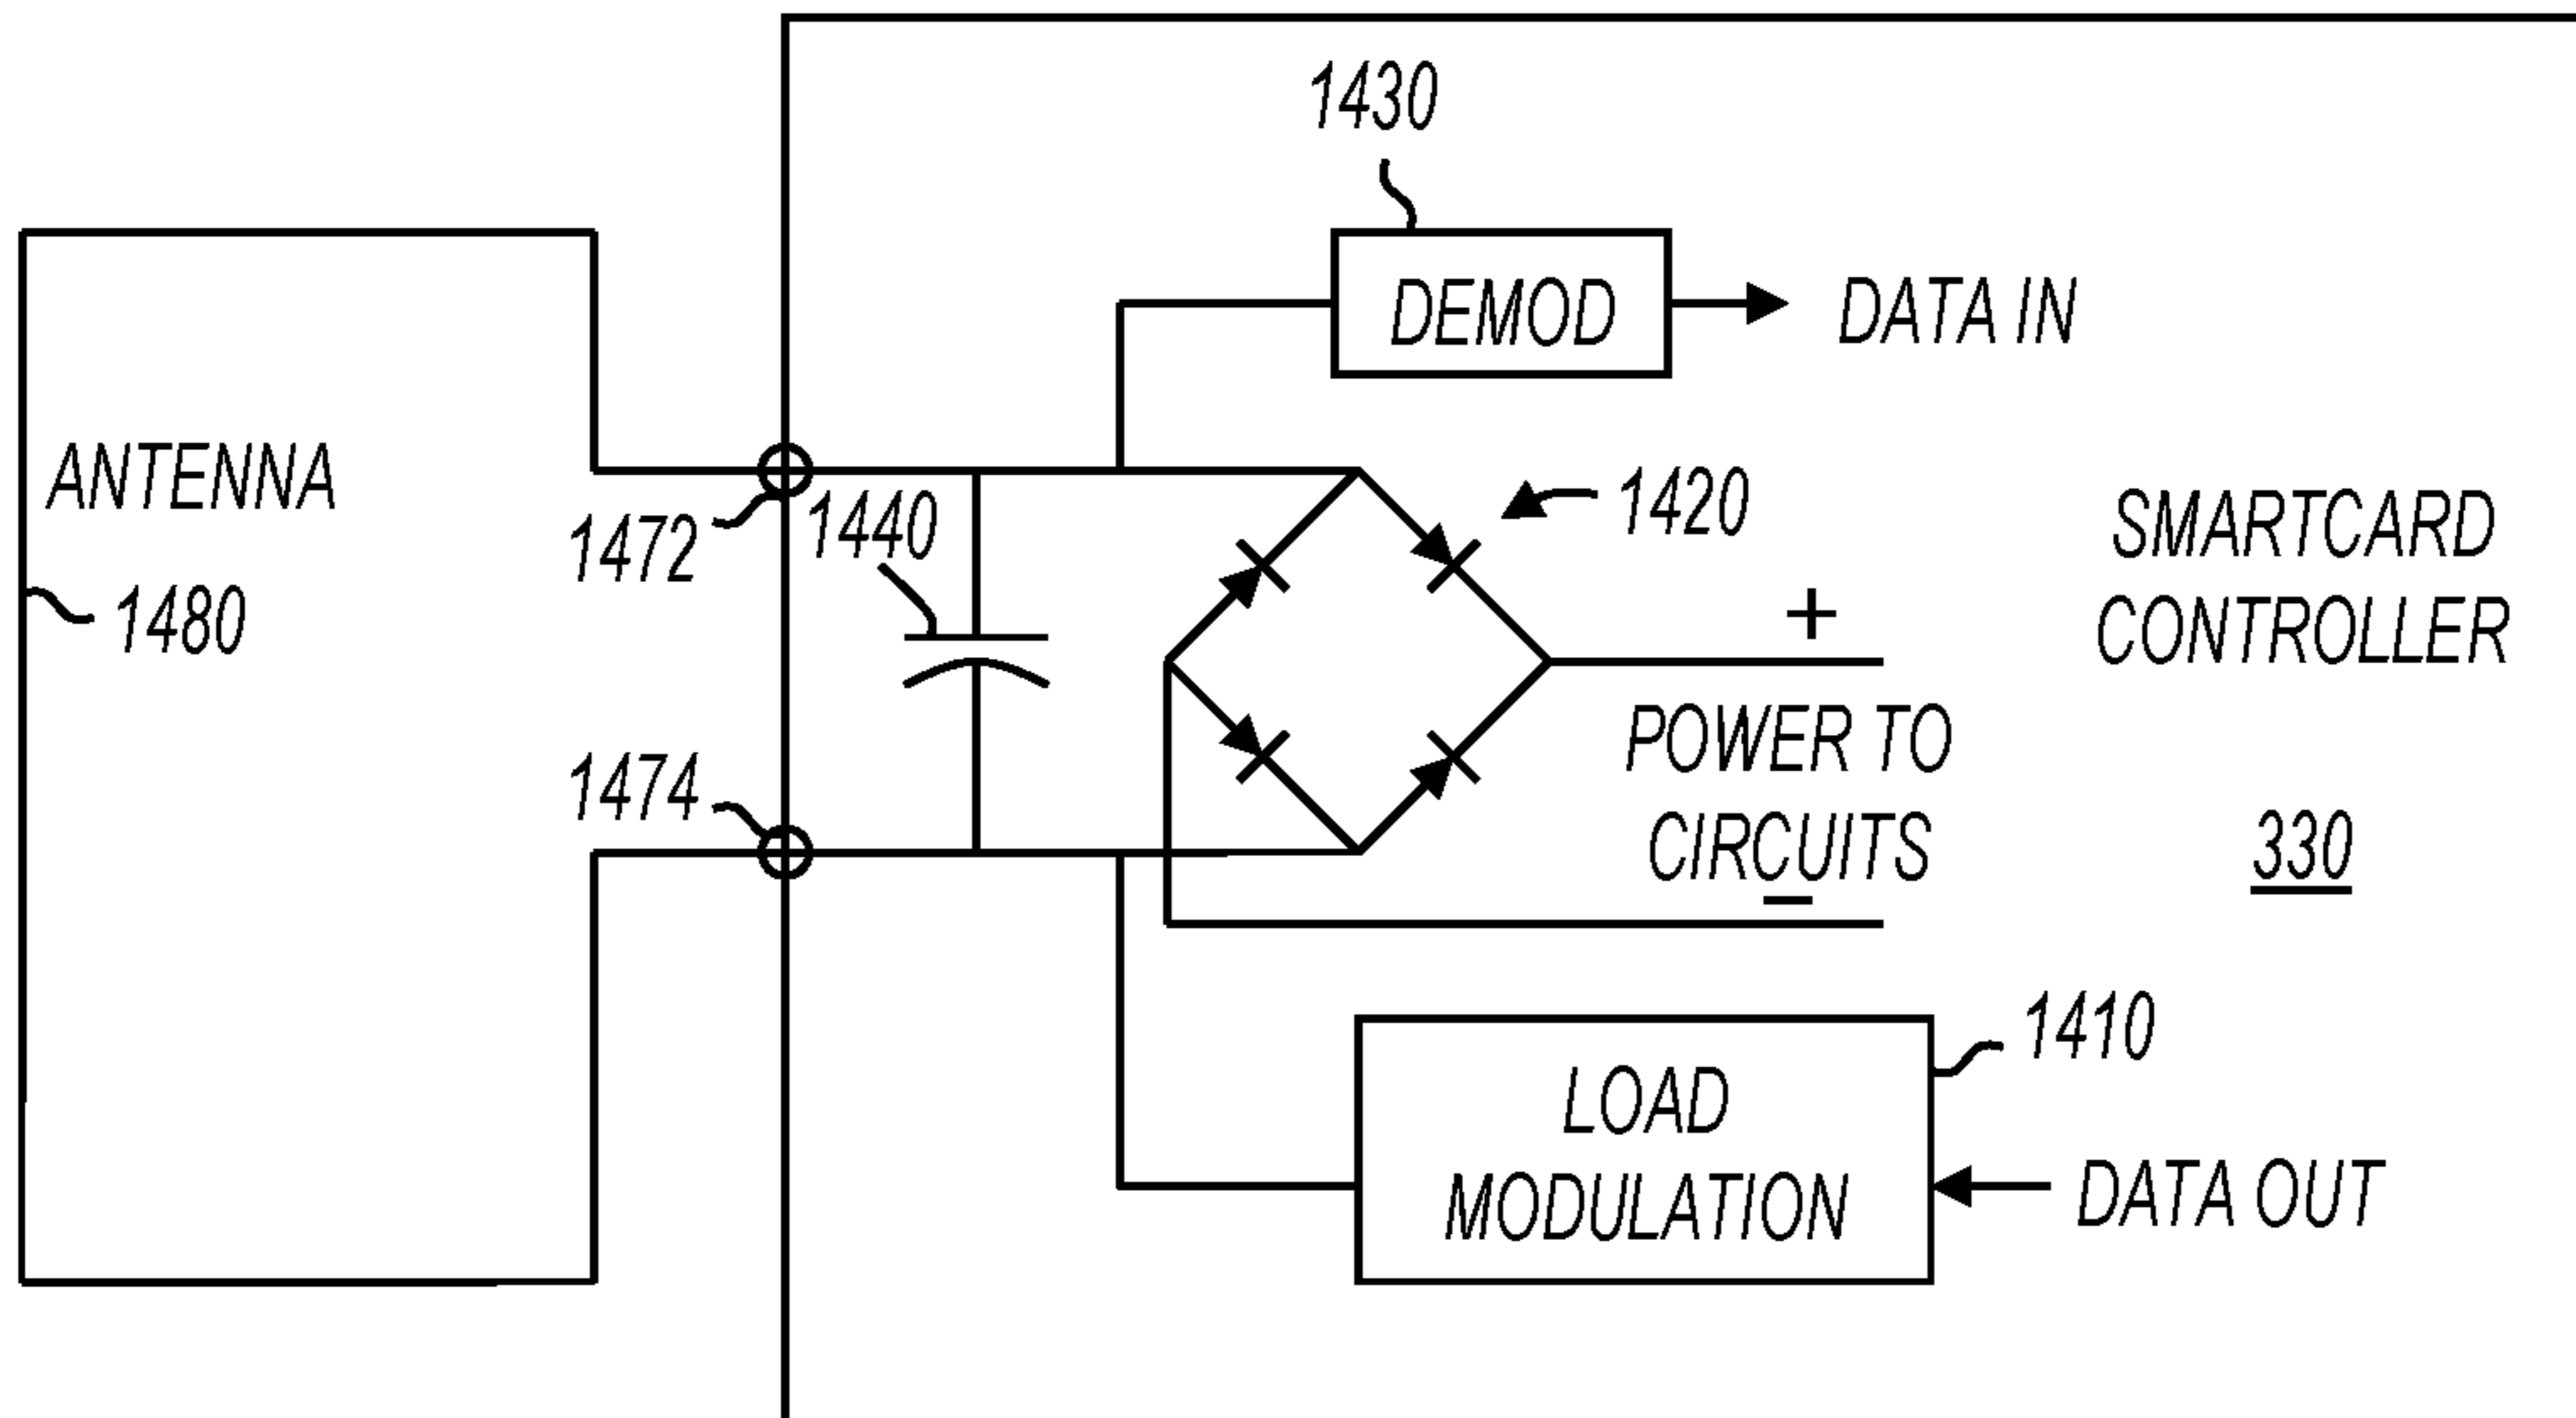 1430
DEMOD
DATA IN
ANTENNA
1480
1472
1440
1420
SMARTCARD
CONTROLLER
330
+
POWER TO
CIRCUITS
−
1474
1410
LOAD
MODULATION
DATA OUT